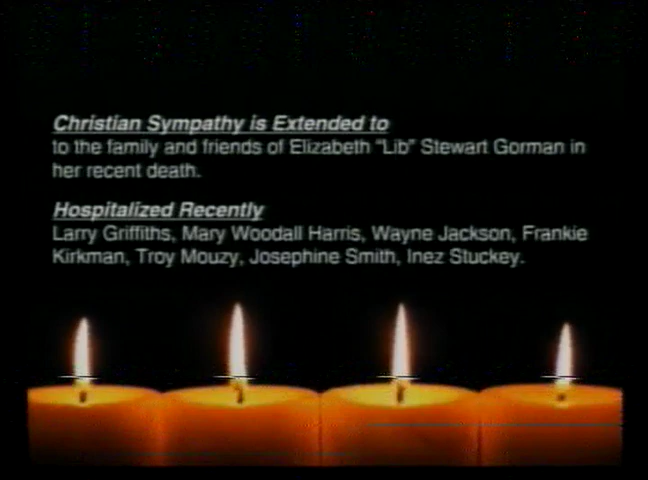 Christian Sympathy is Extended to
to the family and friends of Elizabeth "Lib" Stewart Gorman in
her recent death.
Hospitalized Recently
Larry Griffiths, Mary Woodall Harris, Wayne Jackson, Frankie
Kirkman, Troy Mouzy, Josephine Smith, Inez Stuckey.